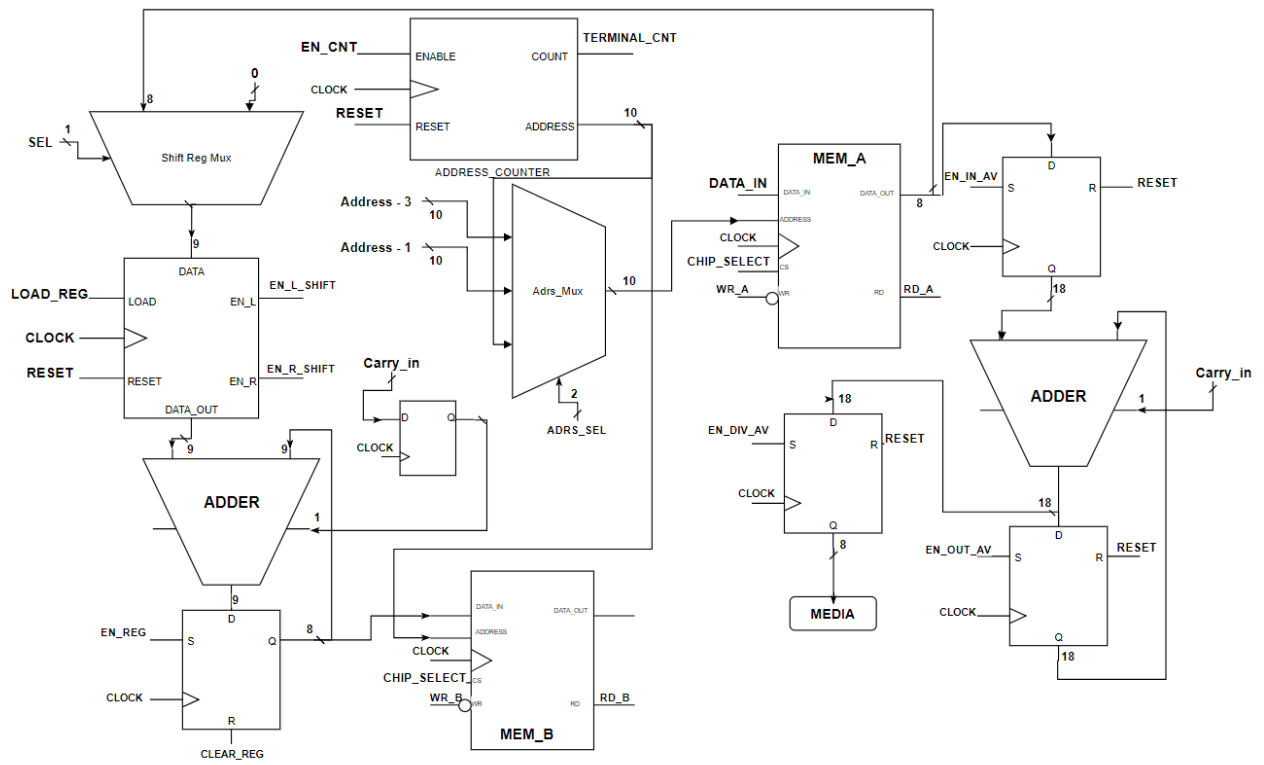 EN_CNT
ENABLE
COUNT
TERMINAL_CNT
CLOCK
RESET
RESET
ADDRESS
10
ADDRESS_COUNTER
8
0
SEL
1
Shift Reg Mux
9
DATA
LOAD_REG
LOAD
EN_L
EN_L_SHIFT
CLOCK
RESET
RESET
EN_R
EN_R_SHIFT
DATA_OUT
9
9
ADDER
1
9
D
EN_REG
S
Q
8
CLOCK
R
CLEAR_REG
Carry_in
D
Q
CLOCK
Address - 3
10
Address - 1
10
Adrs_Mux
10
2
ADRS_SEL
MEM_A
DATA_IN
DATA_IN
DATA_OUT
8
ADDRESS
CLOCK
CHIP_SELECT
CS
WR_A
WR
RD
RD_A
D
EN_IN_AV
S
R
RESET
CLOCK
Q
18
ADDER
Carry_in
1
18
18
D
EN_DIV_AV
S
R
RESET
CLOCK
Q
8
MEDIA
D
EN_OUT_AV
S
R
RESET
CLOCK
Q
18
DATA_IN
DATA_OUT
ADDRESS
CLOCK
CHIP_SELECT
CS
WR_B
WR
RD
RD_B
MEM_B